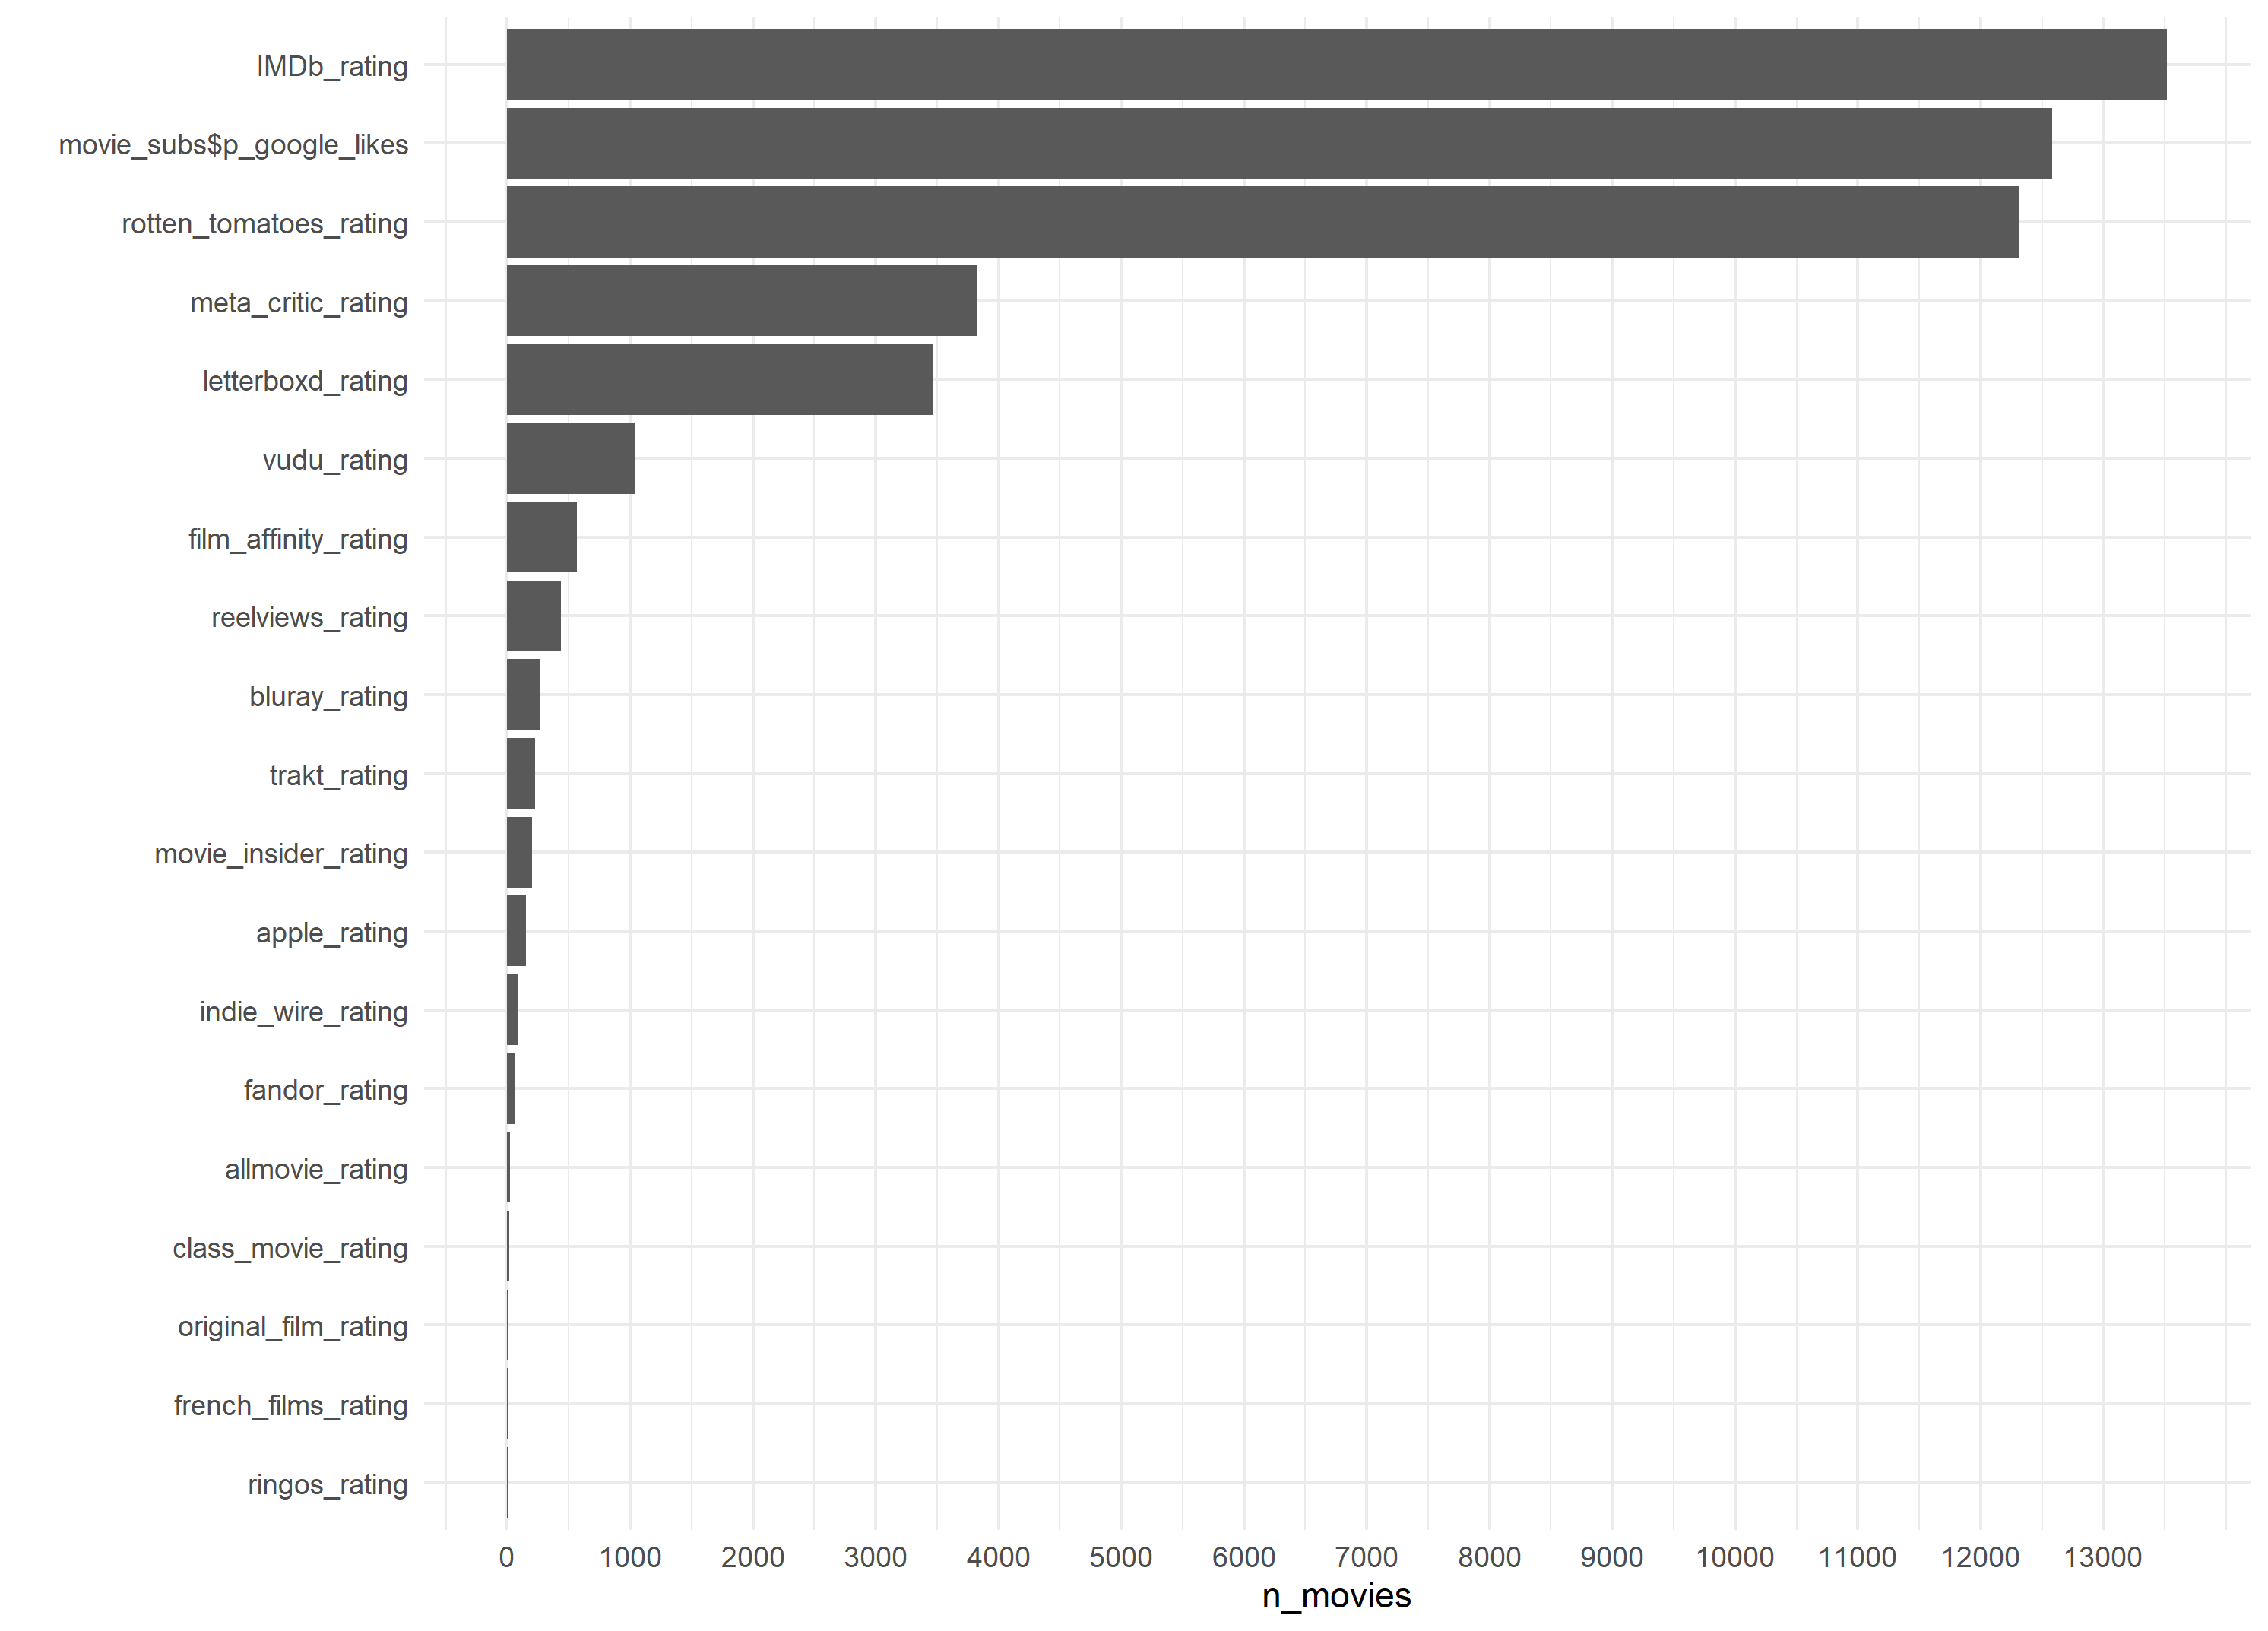 IMDb_rating
movie_subs$p_google_likes
rotten_tomatoes_rating
meta_critic_rating
letterboxd_rating
vudu_rating
film_affinity_rating
reelviews_rating
bluray_rating
trakt_rating
movie_insider_rating
apple_rating
indie_wire_rating
fandor_rating
allmovie_rating
class_movie_rating
original_film_rating
french_films_rating
ringos_rating
0 1000 2000 3000 4000 5000 6000 7000 8000 9000 10000 11000 12000 13000
n_movies